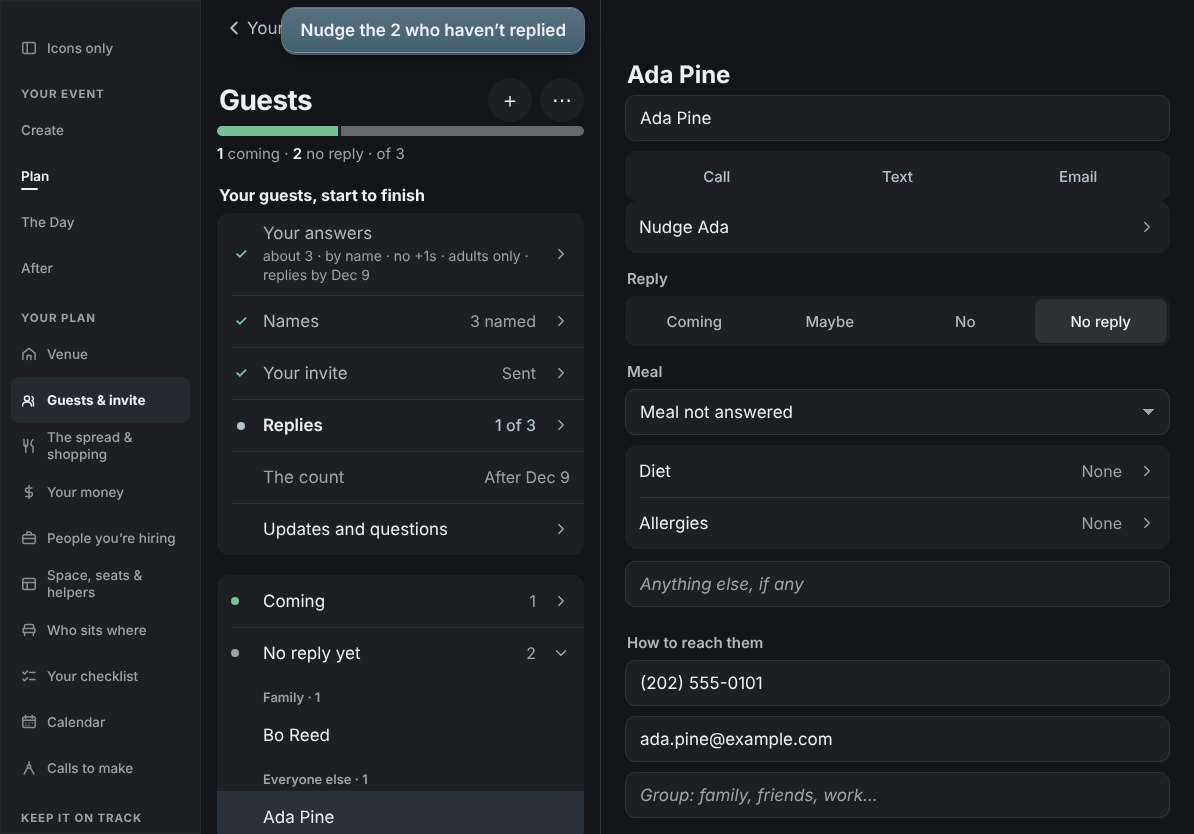 Icons only
YOUR EVENT
Create
Plan
The Day
After
YOUR PLAN
Venue
Guests & invite
The spread &
shopping
Your money
People you’re hiring
Space, seats &
helpers
Who sits where
Your checklist
Calendar
Calls to make
KEEP IT ON TRACK
Your
Nudge the 2 who haven’t replied
Guests
1 coming · 2 no reply · of 3
Your guests, start to finish
Your answers
about 3 · by name · no +1s · adults only ·
replies by Dec 9
Names 3 named
Your invite Sent
Replies 1 of 3
The count After Dec 9
Updates and questions
Coming 1
No reply yet 2
Family · 1
Bo Reed
Everyone else · 1
Ada Pine
Ada Pine
Ada Pine
Call Text Email
Nudge Ada
Reply
Coming Maybe No No reply
Meal
Meal not answered
Diet None
Allergies None
Anything else, if any
How to reach them
(202) 555-0101
ada.pine@example.com
Group: family, friends, work...